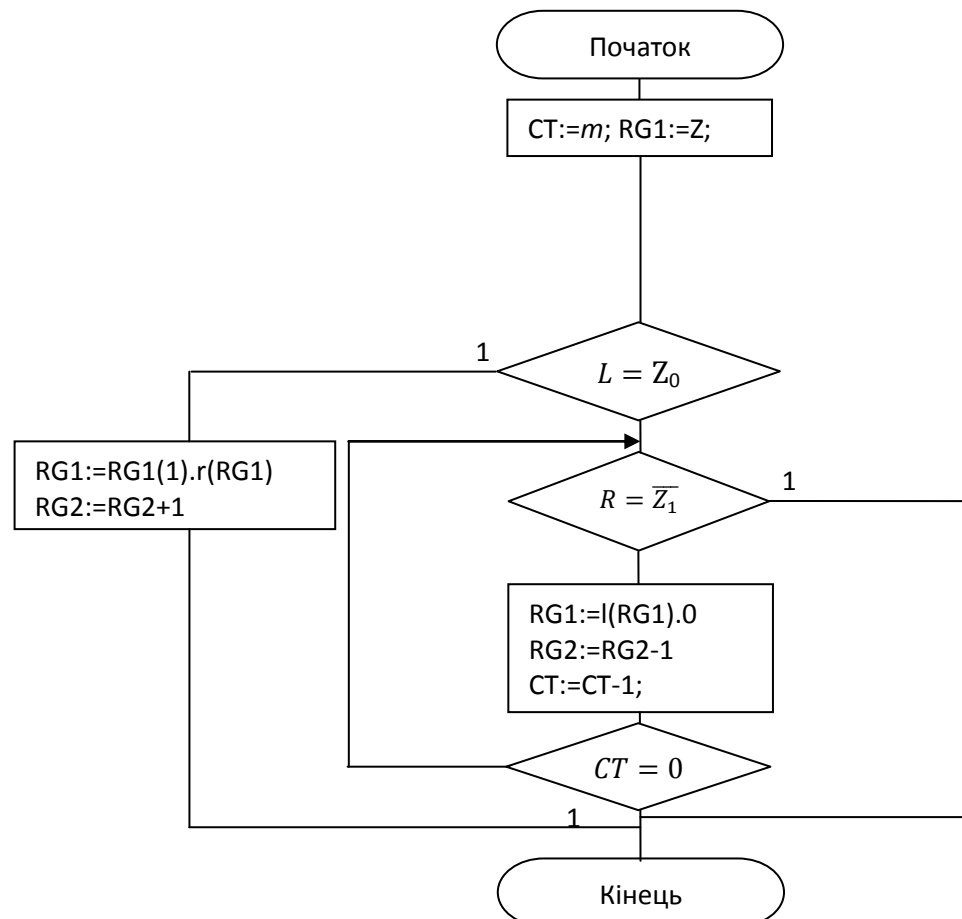 Початок
CT:=m; RG1:=Z;
1
L = Z₀
RG1:=RG1(1).r(RG1)
RG2:=RG2+1
R = Z̅₁
1
RG1:=l(RG1).0
RG2:=RG2-1
CT:=CT-1;
CT = 0
1
Кінець